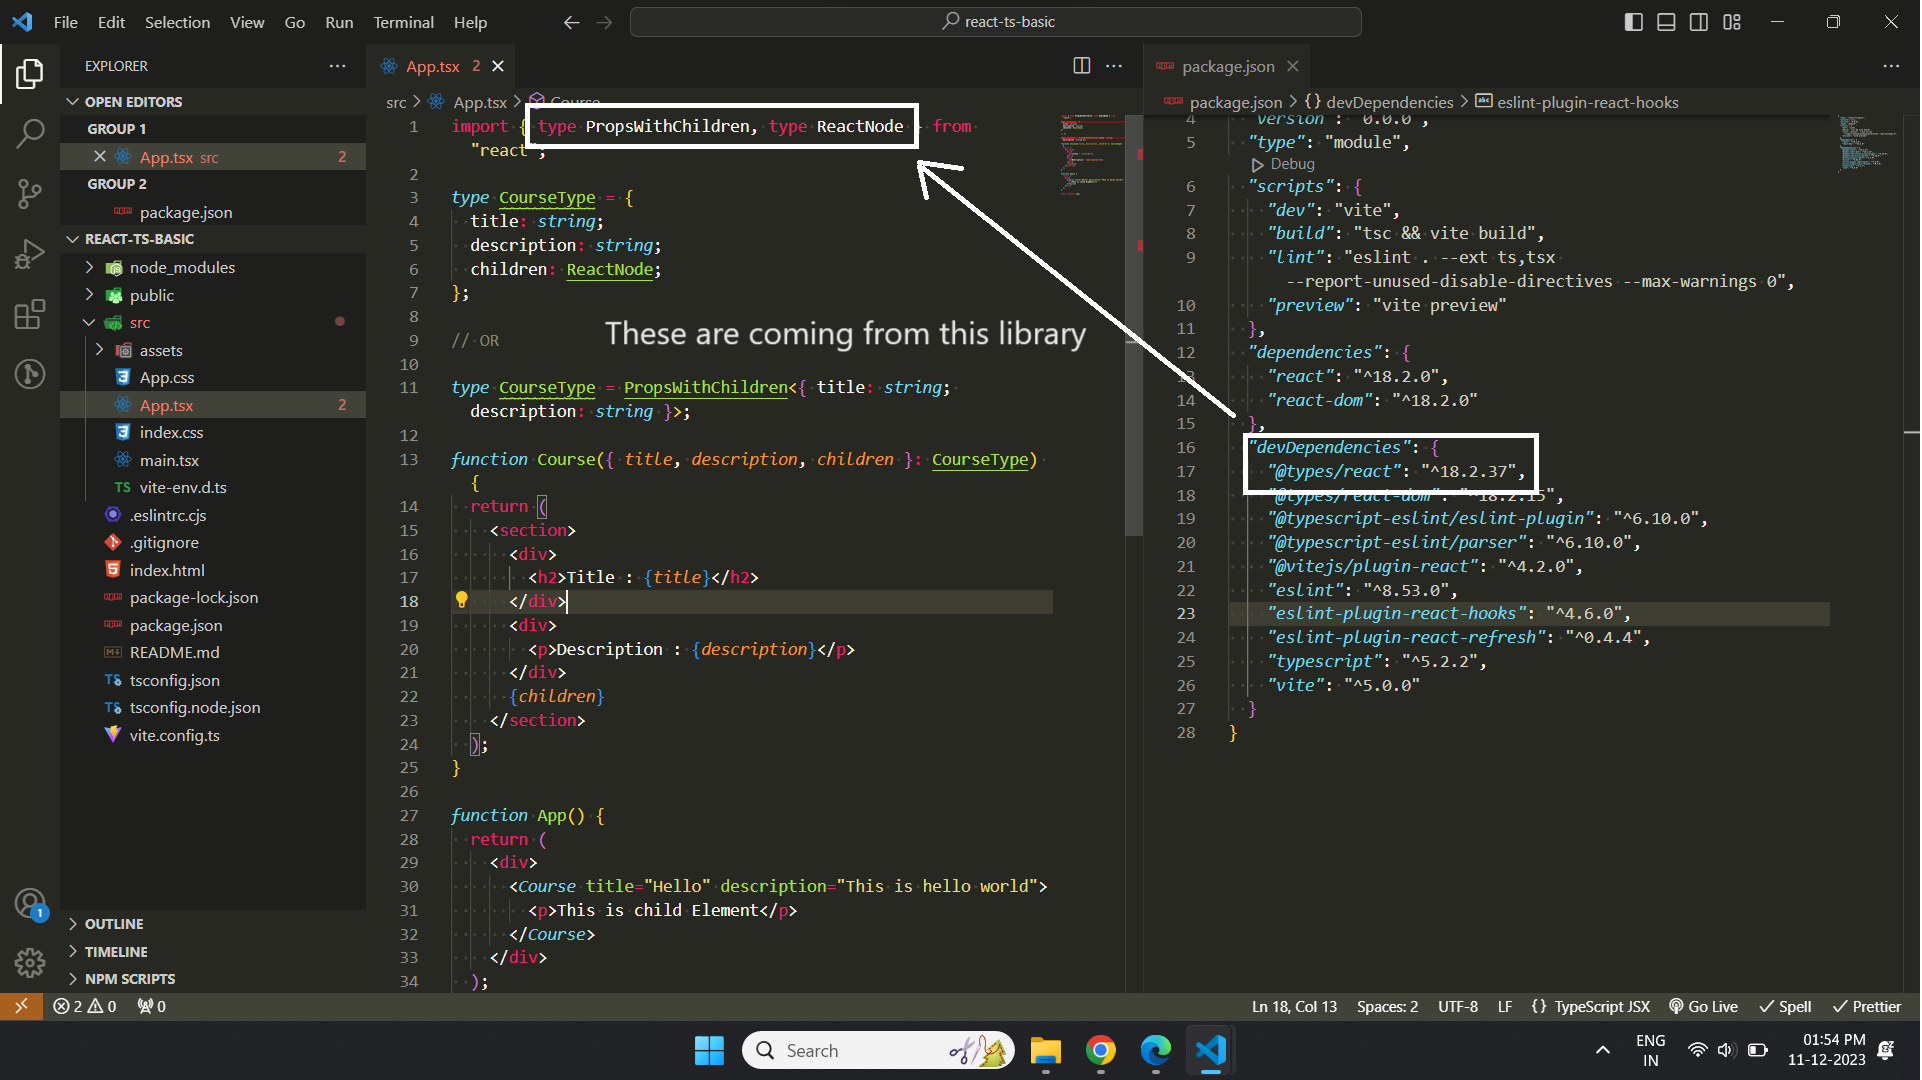 File Edit Selection View Go Run Terminal Help
react-ts-basic
EXPLORER
OPEN EDITORS
GROUP 1
App.tsx src 2
GROUP 2
package.json
REACT-TS-BASIC
node_modules
public
src
assets
App.css
App.tsx 2
index.css
main.tsx
TS vite-env.d.ts
.eslintrc.cjs
.gitignore
index.html
package-lock.json
package.json
README.md
tsconfig.json
tsconfig.node.json
vite.config.ts
OUTLINE
TIMELINE
NPM SCRIPTS
App.tsx 2
src > App.tsx > Course
1 import { type PropsWithChildren, type ReactNode } from
"react";
2
3 type CourseType = {
4 title: string;
5 description: string;
6 children: ReactNode;
7 };
8
These are coming from this library
9 // OR
10
11 type CourseType = PropsWithChildren<{ title: string;
description: string }>;
12
13 function Course({ title, description, children }: CourseType)
{
14 return (
15 <section>
16 <div>
17 <h2>Title : {title}</h2>
18 </div>
19 <div>
20 <p>Description : {description}</p>
21 </div>
22 {children}
23 </section>
24 );
25 }
26
27 function App() {
28 return (
29 <div>
30 <Course title="Hello" description="This is hello world">
31 <p>This is child Element</p>
32 </Course>
33 </div>
34 );
package.json
package.json > {} devDependencies > abc eslint-plugin-react-hooks
4 "version": "0.0.0",
5 "type": "module",
Debug
6 "scripts": {
7 "dev": "vite",
8 "build": "tsc && vite build",
9 "lint": "eslint . --ext ts,tsx
--report-unused-disable-directives --max-warnings 0",
10 "preview": "vite preview"
11 },
12 "dependencies": {
13 "react": "^18.2.0",
14 "react-dom": "^18.2.0"
15 },
16 "devDependencies": {
17 "@types/react": "^18.2.37",
18 "@types/react-dom": "^18.2.15",
19 "@typescript-eslint/eslint-plugin": "^6.10.0",
20 "@typescript-eslint/parser": "^6.10.0",
21 "@vitejs/plugin-react": "^4.2.0",
22 "eslint": "^8.53.0",
23 "eslint-plugin-react-hooks": "^4.6.0",
24 "eslint-plugin-react-refresh": "^0.4.4",
25 "typescript": "^5.2.2",
26 "vite": "^5.0.0"
27 }
28 }
1
2 0 0
Ln 18, Col 13 Spaces: 2 UTF-8 LF {} TypeScript JSX Go Live Spell Prettier
Search
ENG
IN
01:54 PM
11-12-2023